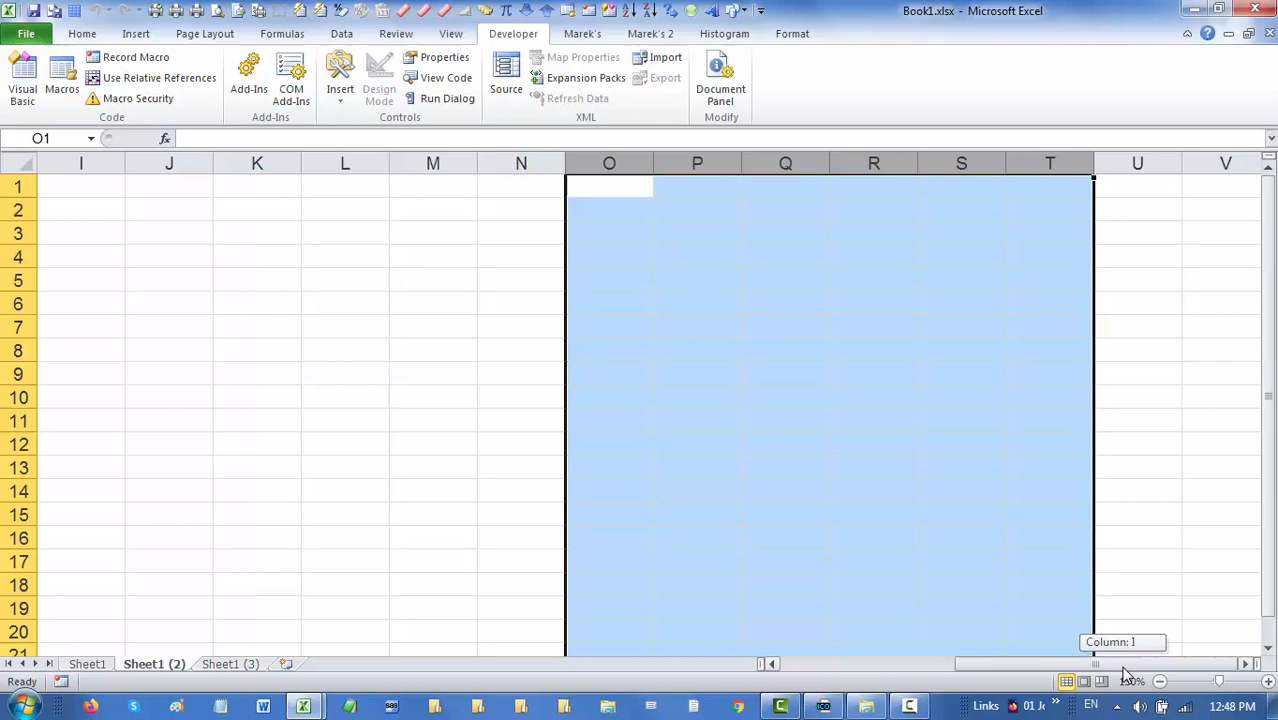 Book1.xlsx - Microsoft Excel
File Home Insert Page Layout Formulas Data Review View Developer Marek's Marek's 2 Histogram Format
Visual Basic
Macros
Record Macro
Use Relative References
Macro Security
Code
Add-Ins
COM Add-Ins
Add-Ins
Insert
Design Mode
Properties
View Code
Run Dialog
Controls
Source
Map Properties
Expansion Packs
Refresh Data
Import
Export
XML
Document Panel
Modify
O1 fx
I J K L M N O P Q R S T U V
1
2
3
4
5
6
7
8
9
10
11
12
13
14
15
16
17
18
19
20
21
Column: I
Sheet1 Sheet1 (2) Sheet1 (3)
Ready
Links 01 Jo » EN 12:48 PM